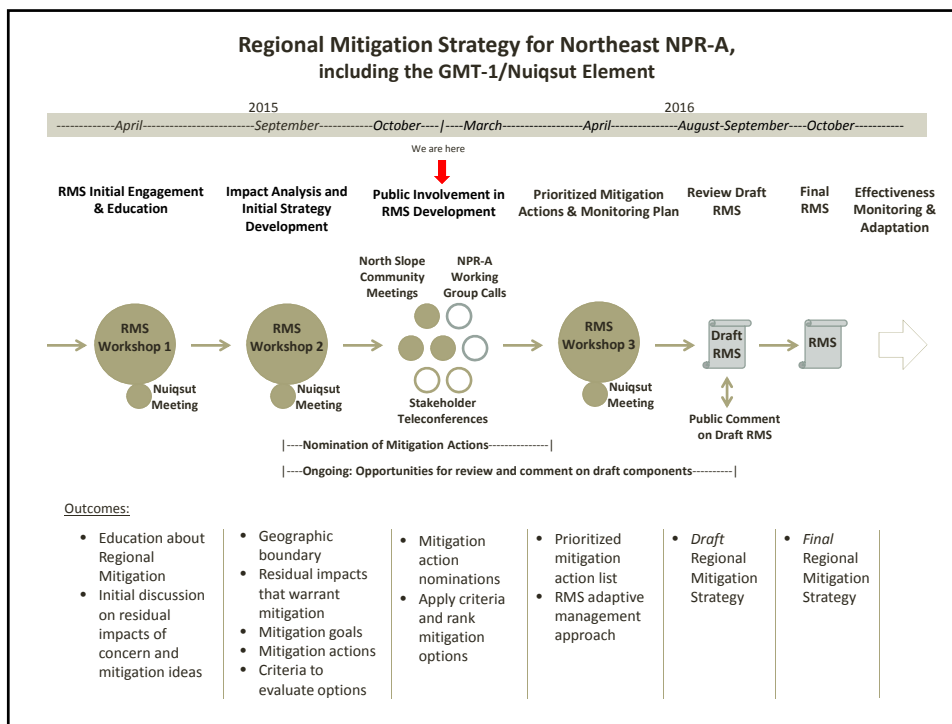 Regional Mitigation Strategy for Northeast NPR-A,
including the GMT-1/Nuiqsut Element
2015
2016
-------------April-------------------------September------------------October----|----March----------------April---------------August-September----October-----------
We are here
RMS Initial Engagement
& Education
Impact Analysis and
Initial Strategy
Development
Public Involvement in
RMS Development
Prioritized Mitigation
Actions & Monitoring Plan
Review Draft
RMS
Final
RMS
Effectiveness
Monitoring &
Adaptation
North Slope
Community
Meetings
NPR-A
Working
Group Calls
RMS
Workshop 1
Nuiqsut
Meeting
RMS
Workshop 2
Nuiqsut
Meeting
Stakeholder
Teleconferences
RMS
Workshop 3
Nuiqsut
Meeting
Draft
RMS
RMS
Public Comment
on Draft RMS
|----Nomination of Mitigation Actions---------------|
|----Ongoing: Opportunities for review and comment on draft components----------|
Outcomes:
• Education about
Regional
Mitigation
• Initial discussion
on residual
impacts of
concern and
mitigation ideas
• Geographic
boundary
• Residual impacts
that warrant
mitigation
• Mitigation goals
• Mitigation actions
• Criteria to
evaluate options
• Mitigation
action
nominations
• Apply criteria
and rank
mitigation
options
• Prioritized
mitigation
action list
• RMS adaptive
management
approach
• Draft
Regional
Mitigation
Strategy
• Final
Regional
Mitigation
Strategy